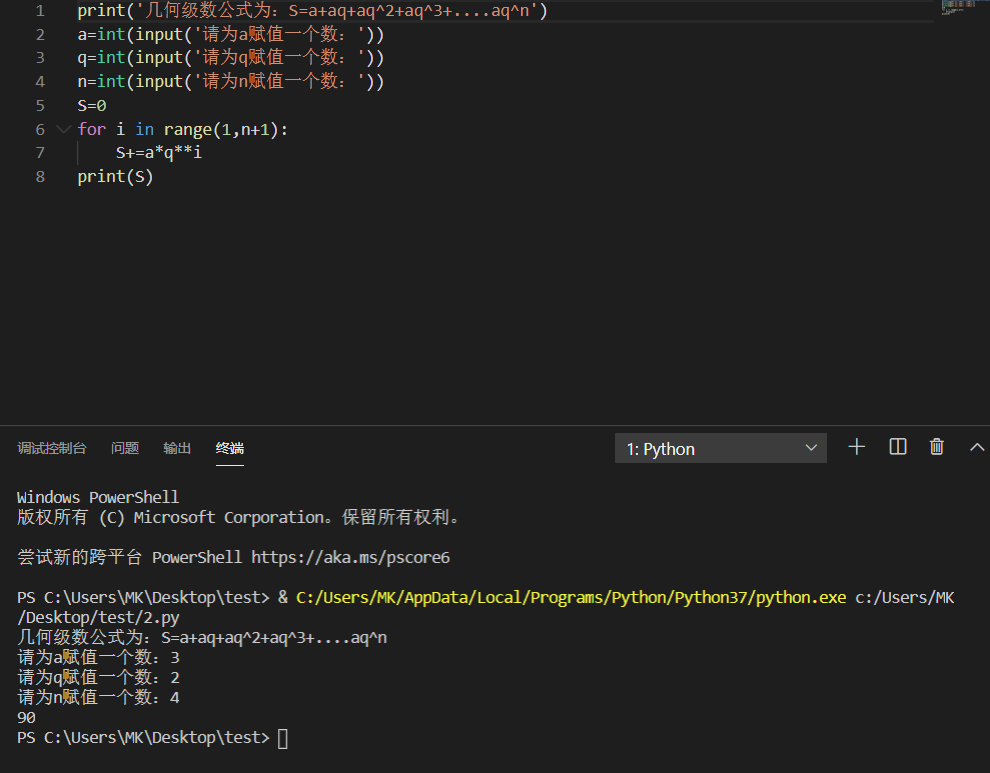 1 print('几何级数公式为：S=a+aq+aq^2+aq^3+....aq^n')
2 a=int(input('请为a赋值一个数：'))
3 q=int(input('请为q赋值一个数：'))
4 n=int(input('请为n赋值一个数：'))
5 S=0
6 for i in range(1,n+1):
7     S+=a*q**i
8 print(S)
调试控制台 问题 输出 终端 1: Python
Windows PowerShell
版权所有 (C) Microsoft Corporation。保留所有权利。
尝试新的跨平台 PowerShell https://aka.ms/pscore6
PS C:\Users\MK\Desktop\test> & C:/Users/MK/AppData/Local/Programs/Python/Python37/python.exe c:/Users/MK
/Desktop/test/2.py
几何级数公式为：S=a+aq+aq^2+aq^3+....aq^n
请为a赋值一个数：3
请为q赋值一个数：2
请为n赋值一个数：4
90
PS C:\Users\MK\Desktop\test>